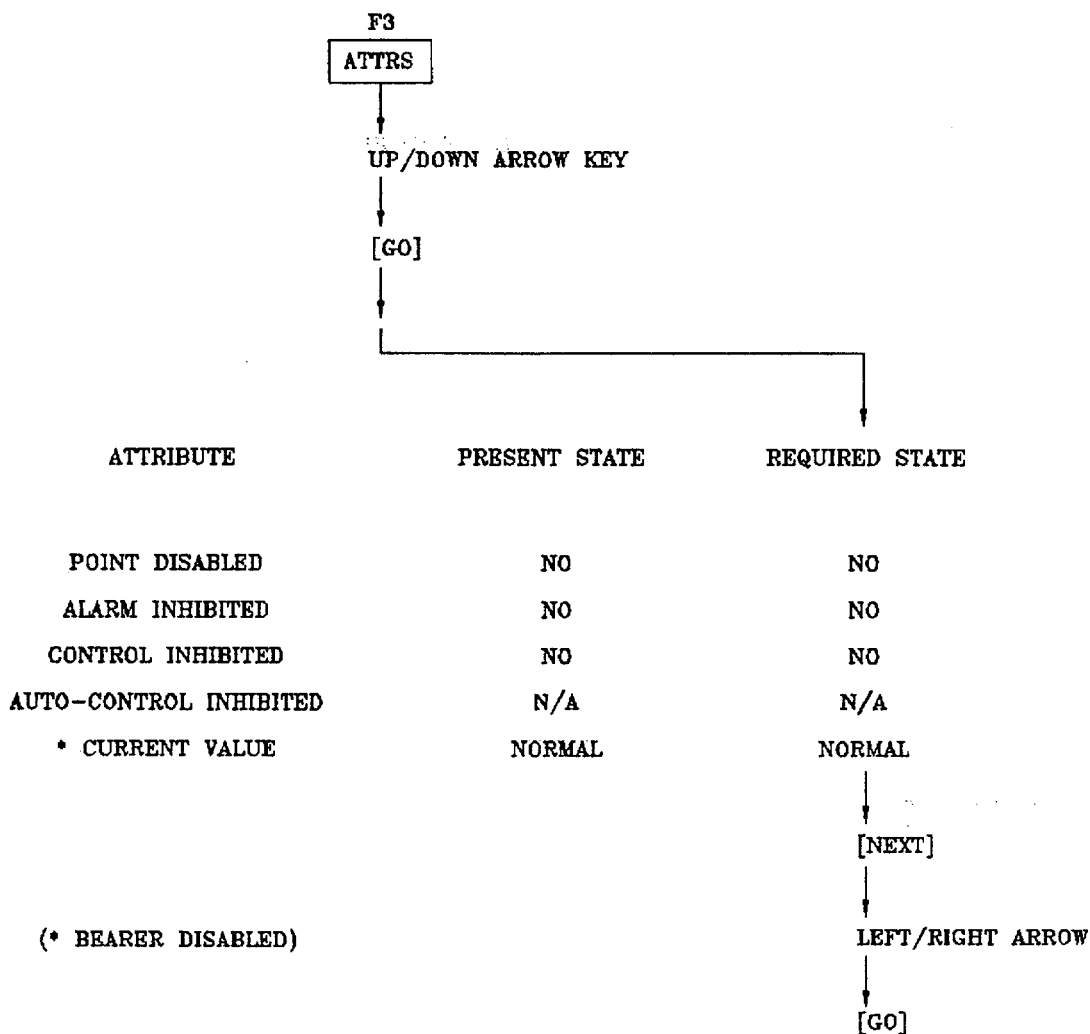 F3
ATTRS
UP/DOWN ARROW KEY
[GO]
ATTRIBUTE PRESENT STATE REQUIRED STATE
POINT DISABLED NO NO
ALARM INHIBITED NO NO
CONTROL INHIBITED NO NO
AUTO-CONTROL INHIBITED N/A N/A
* CURRENT VALUE NORMAL NORMAL
[NEXT]
(* BEARER DISABLED) LEFT/RIGHT ARROW
[GO]